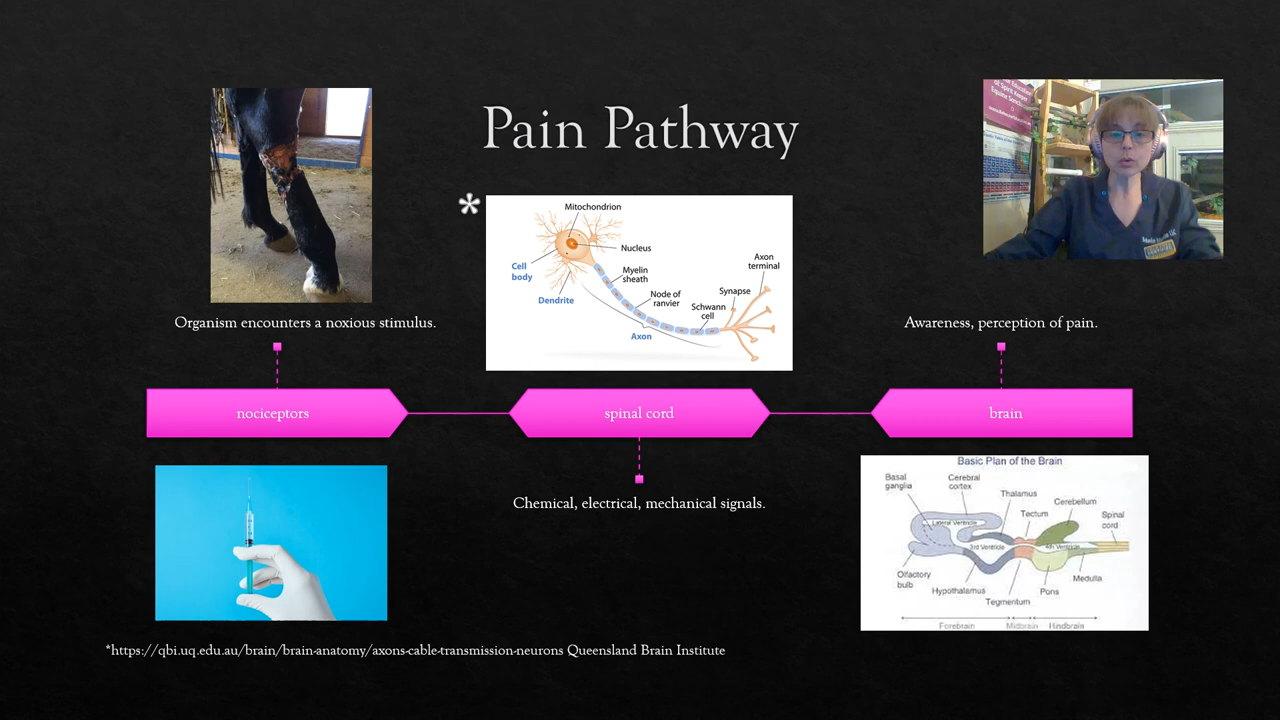 Pain Pathway
*
Mitochondrion
Nucleus
Cell
body
Myelin
sheath
Dendrite
Node of
ranvier
Axon
Schwann
cell
Synapse
Axon
terminal
Organism encounters a noxious stimulus.
Awareness, perception of pain.
nociceptors
spinal cord
brain
Chemical, electrical, mechanical signals.
Basic Plan of the Brain
Basal
ganglia
Cerebral
cortex
Thalamus
Tectum
Cerebellum
Spinal
cord
Lateral Ventricle
3rd Ventricle
4th Ventricle
Olfactory
bulb
Hypothalamus
Tegmentum
Pons
Medulla
Forebrain
Midbrain
Hindbrain
*https://qbi.uq.edu.au/brain/brain-anatomy/axons-cable-transmission-neurons Queensland Brain Institute